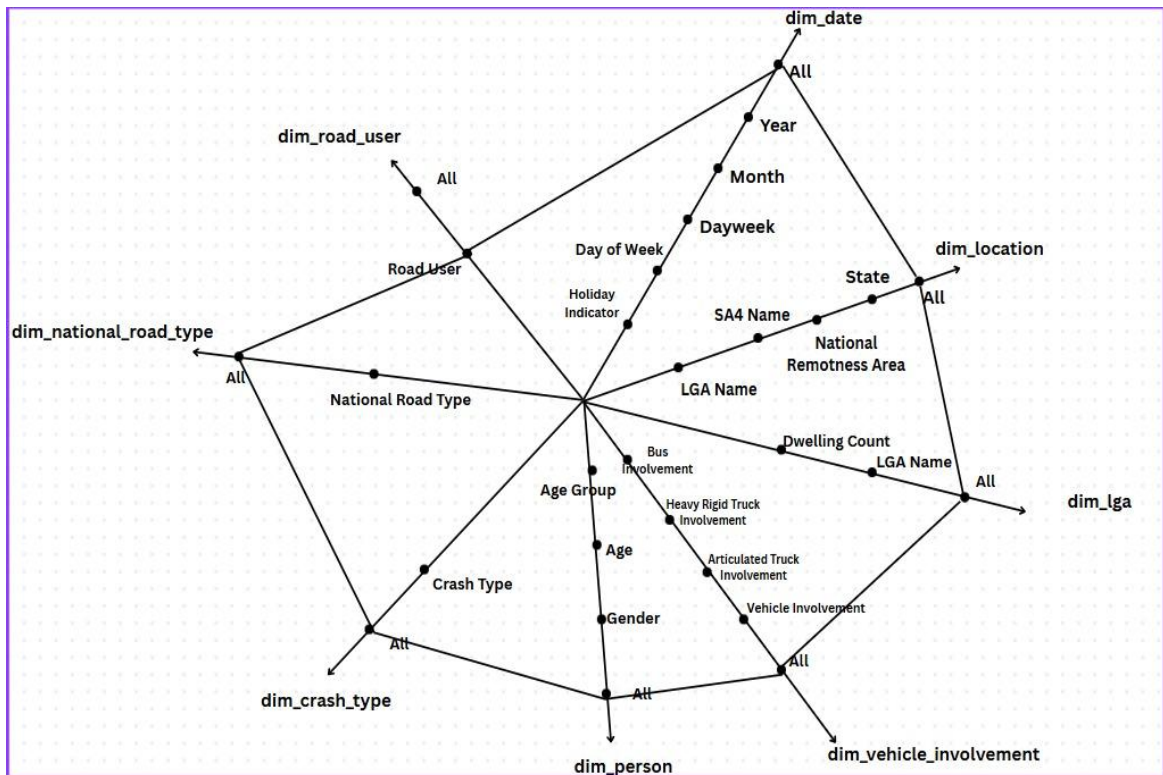 dim_date
All
Year
Month
Dayweek
Day of Week
Holiday
Indicator
dim_road_user
All
Road User
dim_location
All
State
National
Remotness Area
SA4 Name
LGA Name
dim_national_road_type
All
National Road Type
Dwelling Count
LGA Name
All
dim_lga
Bus
Involvement
Heavy Rigid Truck
Involvement
Articulated Truck
Involvement
Vehicle Involvement
All
dim_vehicle_involvement
Age Group
Age
Gender
All
dim_person
Crash Type
All
dim_crash_type